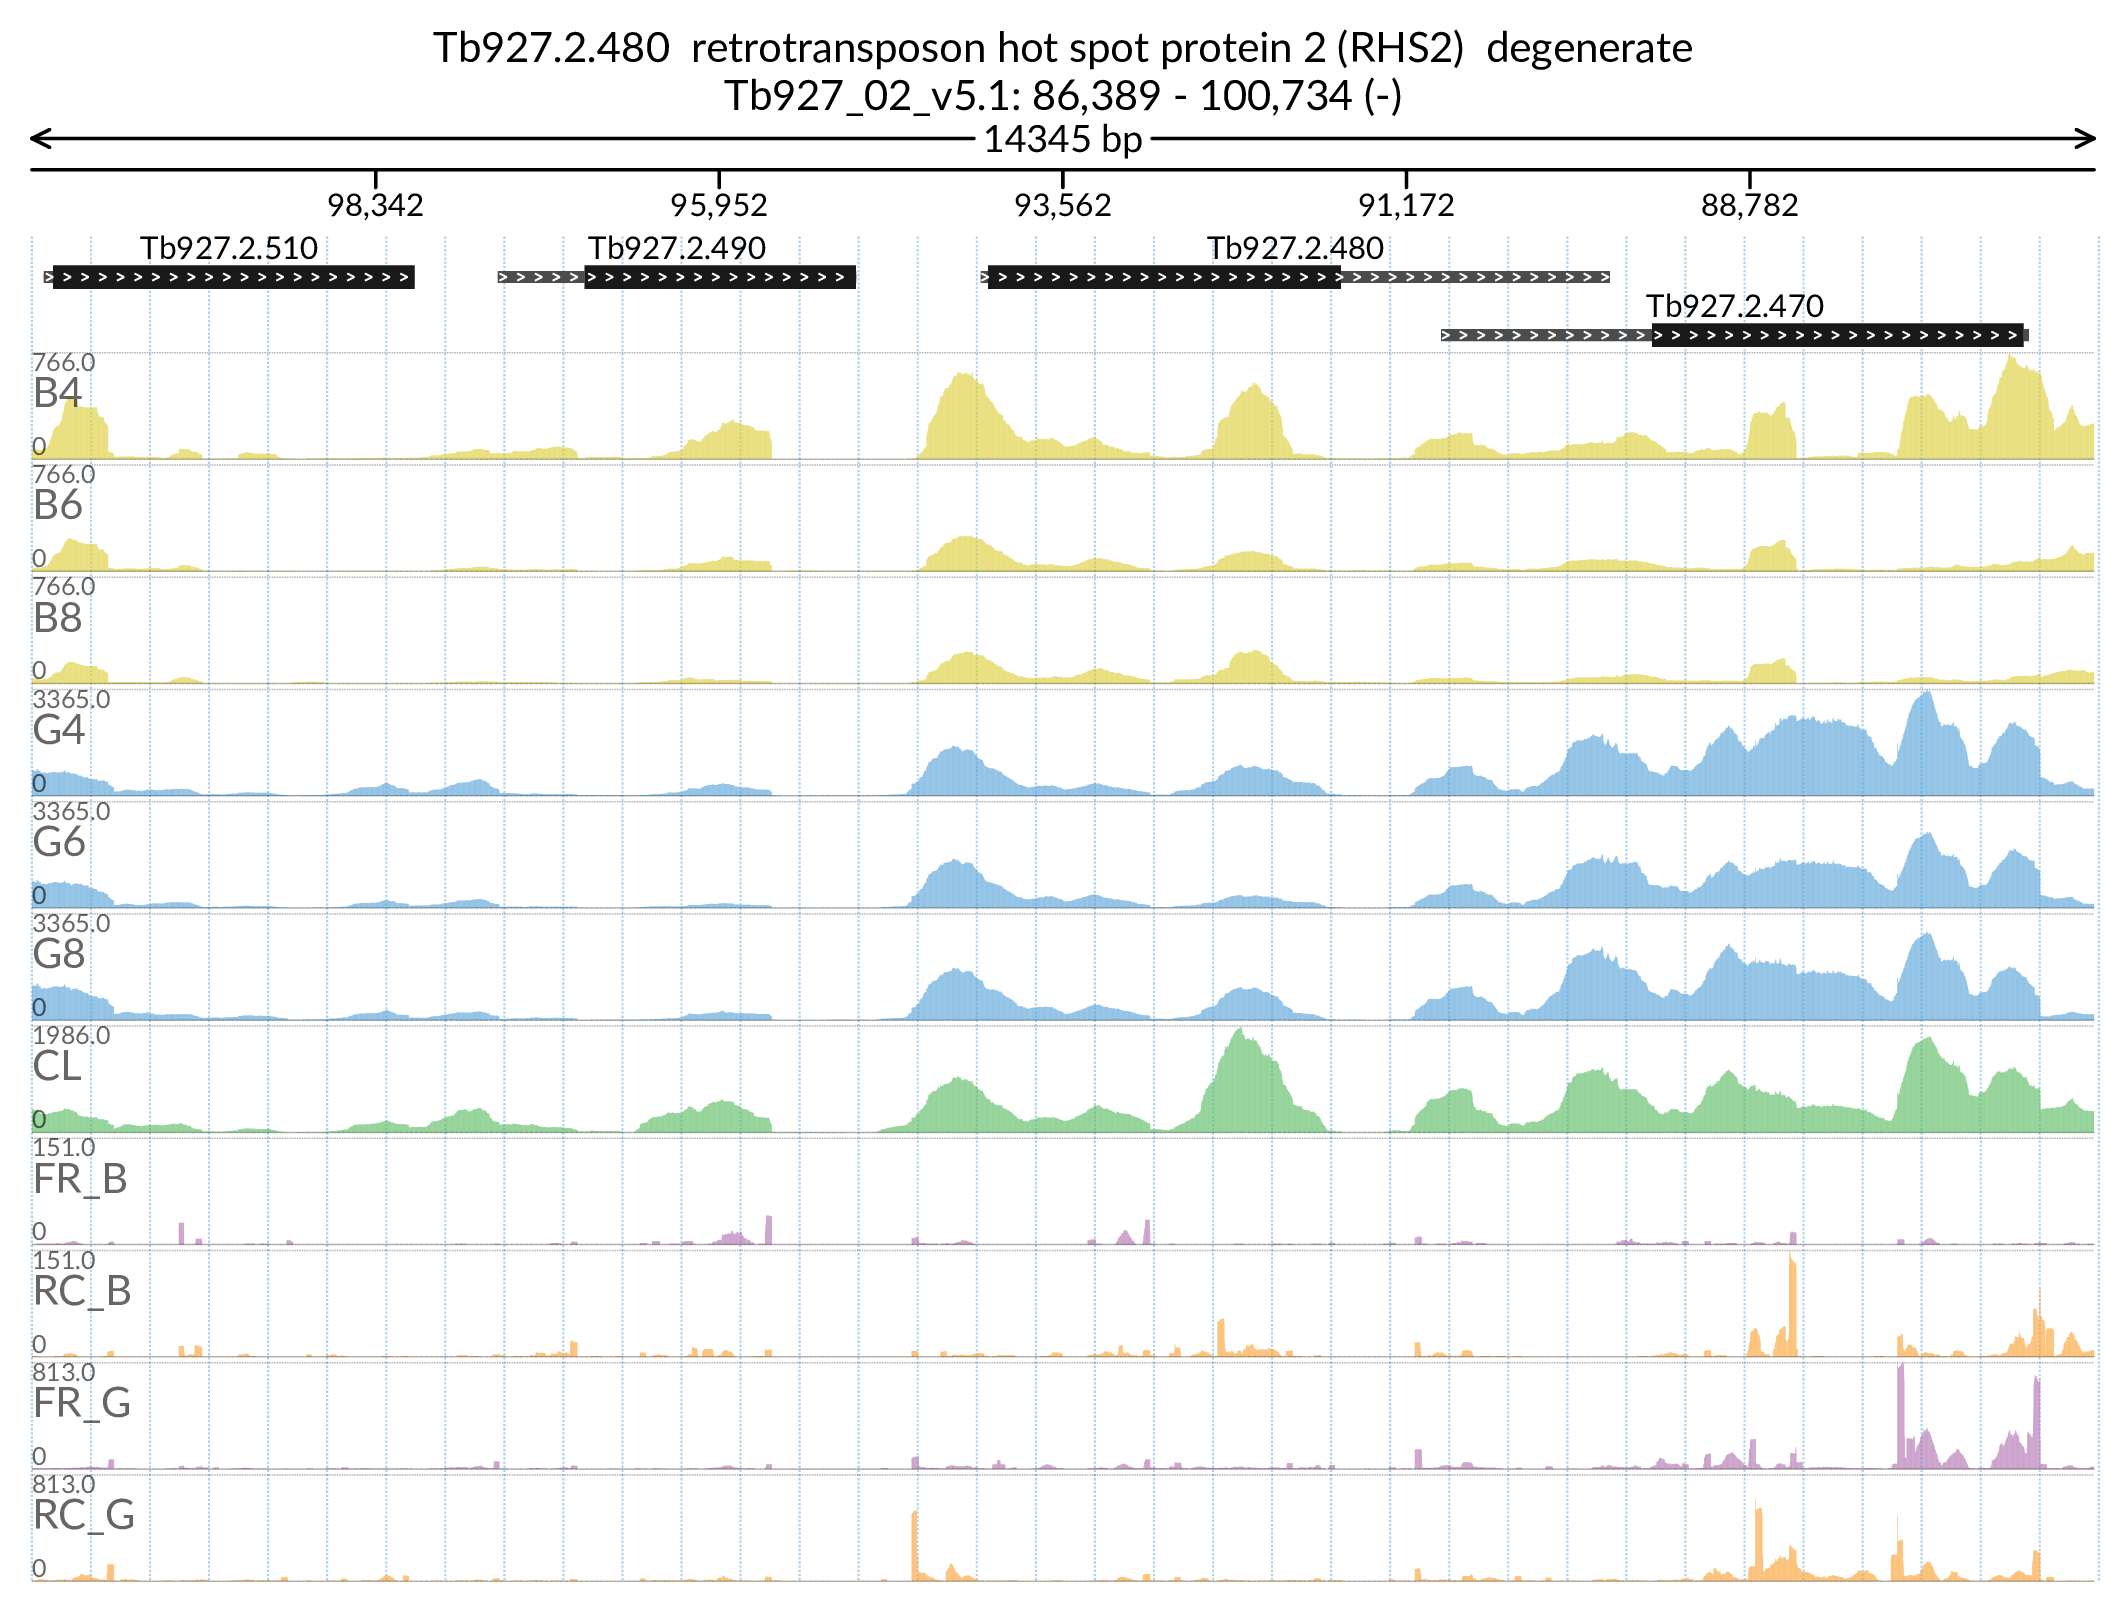 Tb927.2.480 retrotransposon hot spot protein 2 (RHS2) degenerate
Tb927_02_v5.1: 86,389 - 100,734 (-)
14345 bp
98,342 95,952 93,562 91,172 88,782
Tb927.2.510 Tb927.2.490 Tb927.2.480
Tb927.2.470
766.0
B4
0
766.0
B6
0
766.0
B8
0
3365.0
G4
0
3365.0
G6
0
3365.0
G8
0
1986.0
CL
0
151.0
FR_B
0
151.0
RC_B
0
813.0
FR_G
0
813.0
RC_G
0